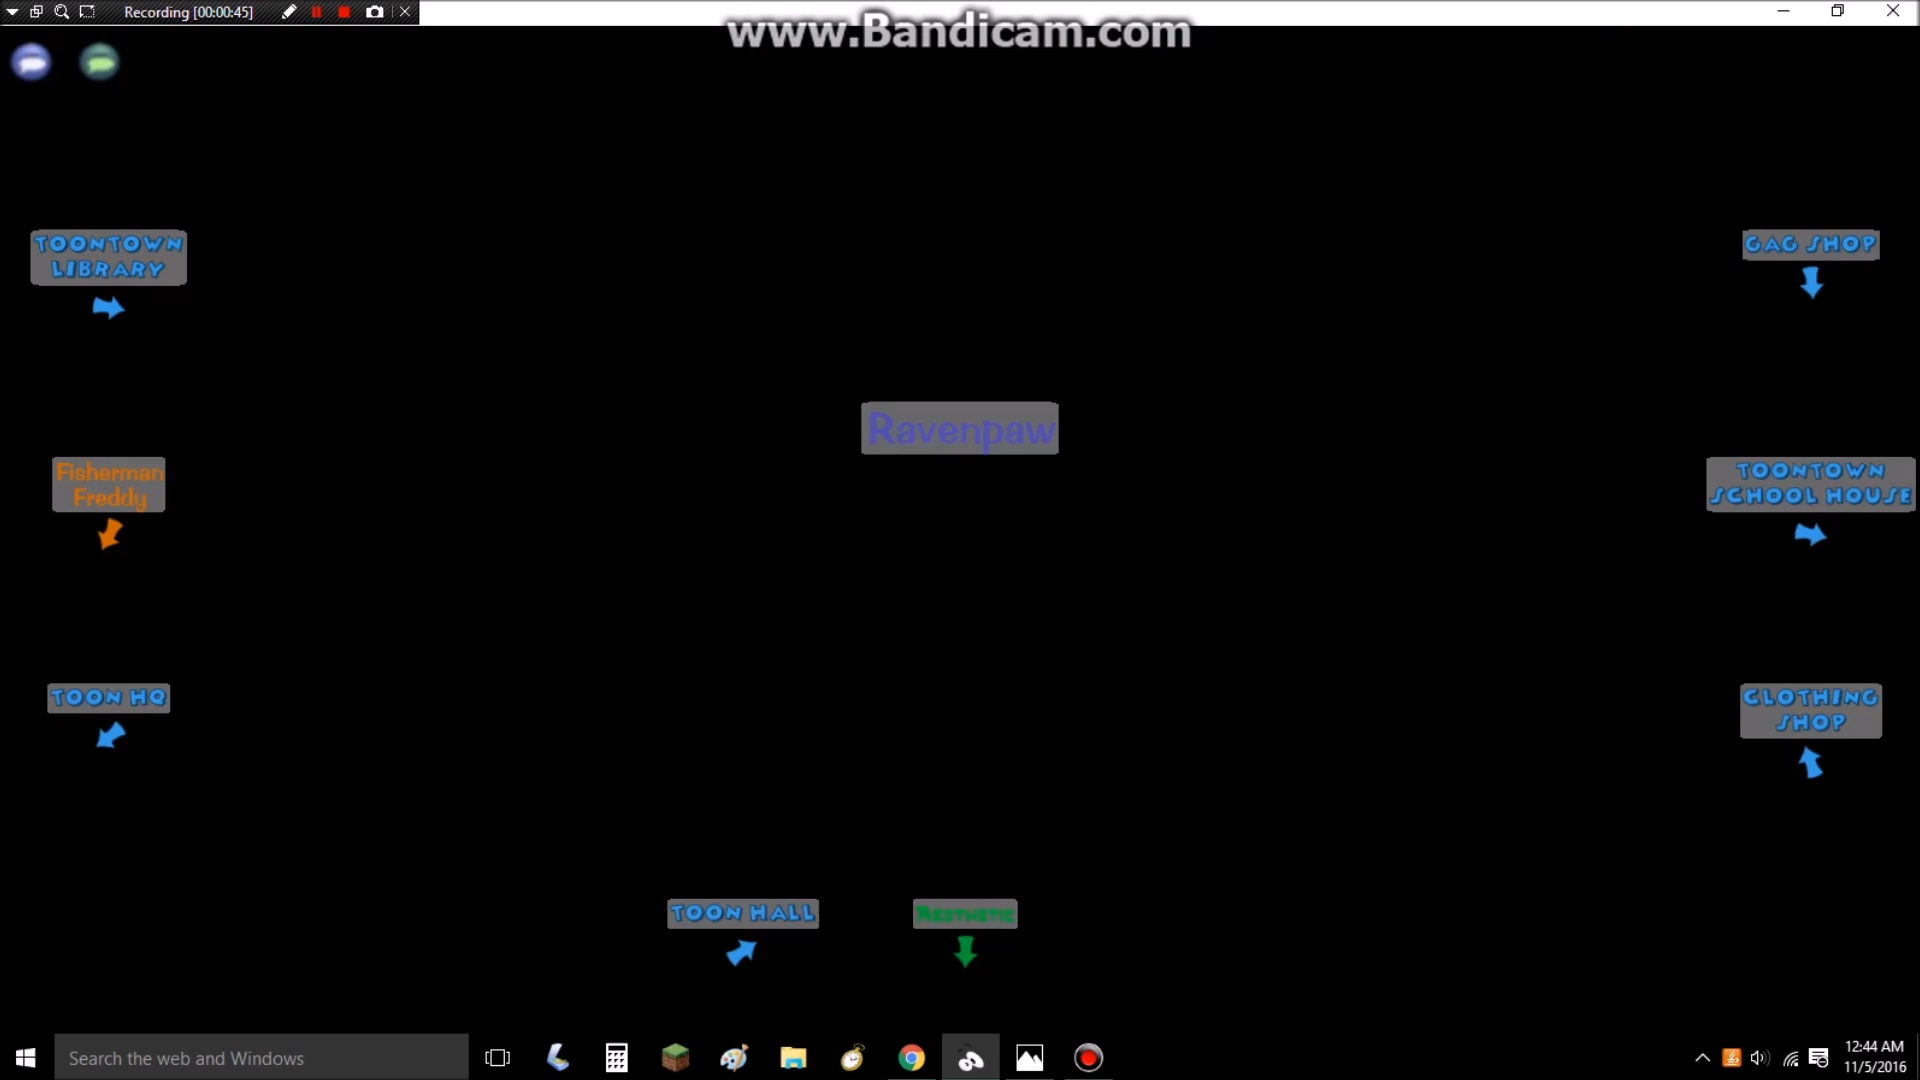 Recording [00:00:45]
www.Bandicam.com
TOONTOWN
LIBRARY
GAG SHOP
Ravenpaw
Fisherman
Freddy
TOONTOWN
SCHOOL HOUSE
TOON HQ
CLOTHING
SHOP
TOON HALL
AESTHETIC
Search the web and Windows
12:44 AM
11/5/2016